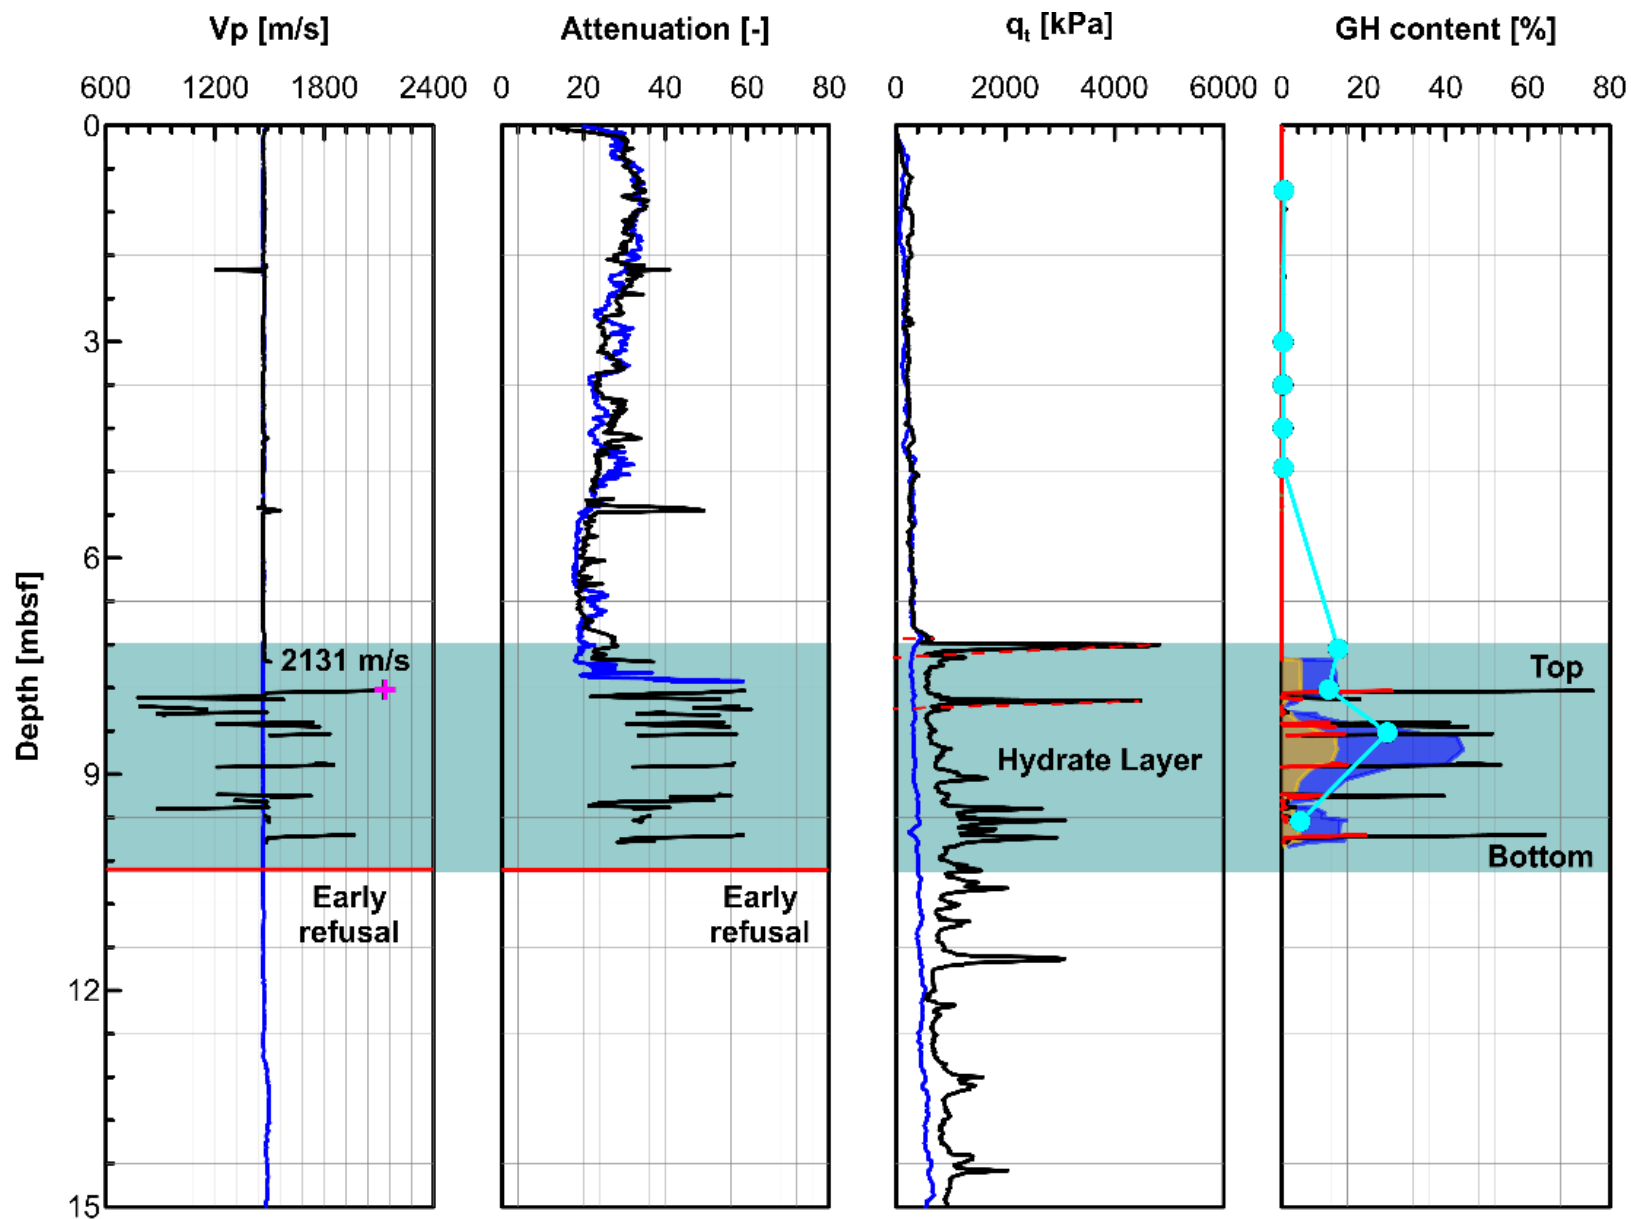 Vp [m/s] Attenuation [-] qt [kPa] GH content [%]
600 1200 1800 2400 0 20 40 60 80 0 2000 4000 6000 0 20 40 60 80
0
3
6
9
12
15
Depth [mbsf]
2131 m/s
Top
Hydrate Layer
Bottom
Early
refusal
Early
refusal